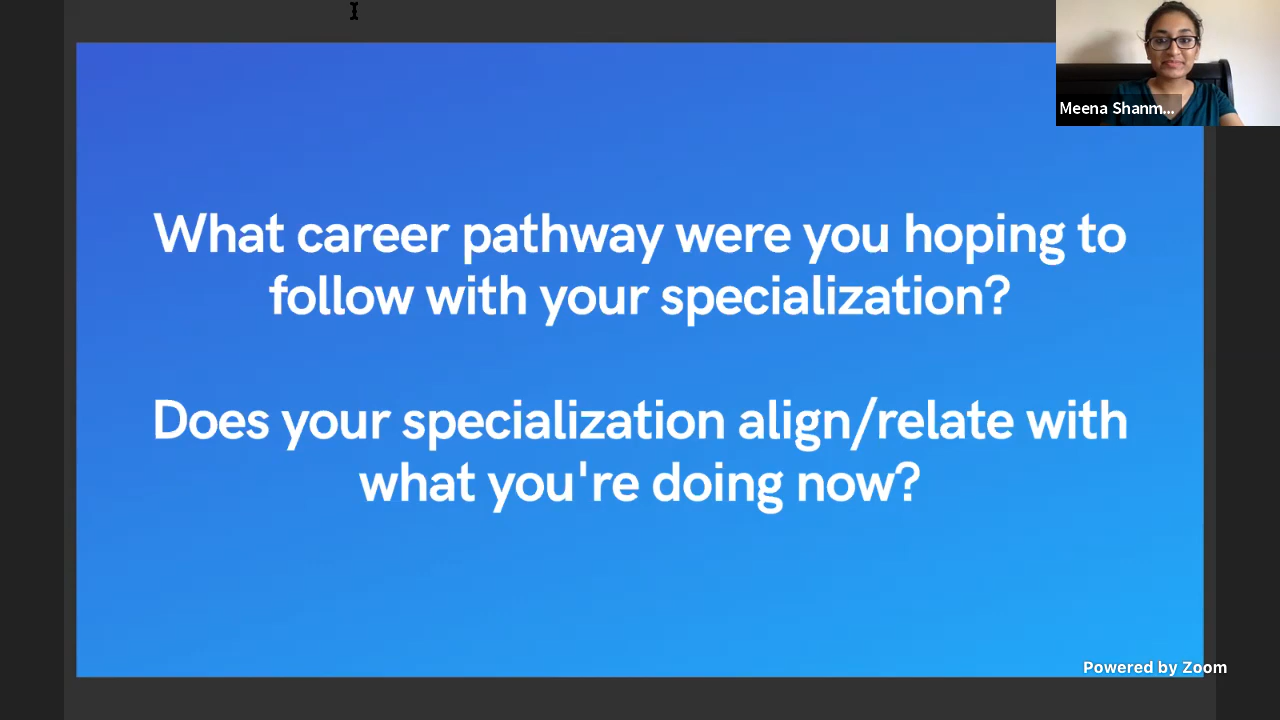 Meena Shanm...
What career pathway were you hoping to
follow with your specialization?
Does your specialization align/relate with
what you're doing now?
Powered by Zoom